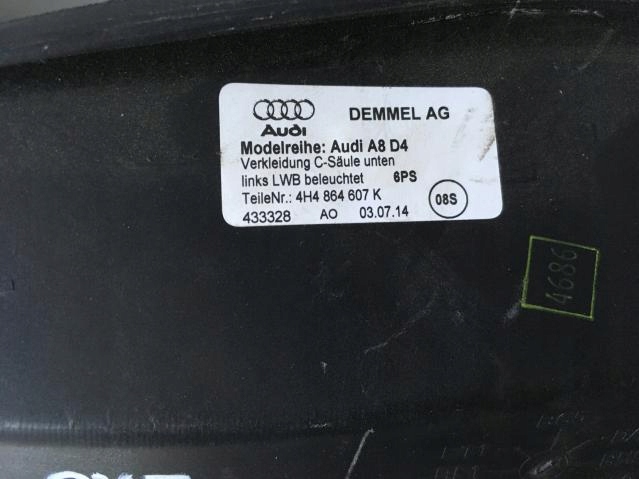 Audi
DEMMEL AG
Modelreihe: Audi A8 D4
Verkleidung C-Säule unten
links LWB beleuchtet 6PS
TeileNr.: 4H4 864 607 K
08S
433328 AO 03.07.14
4686